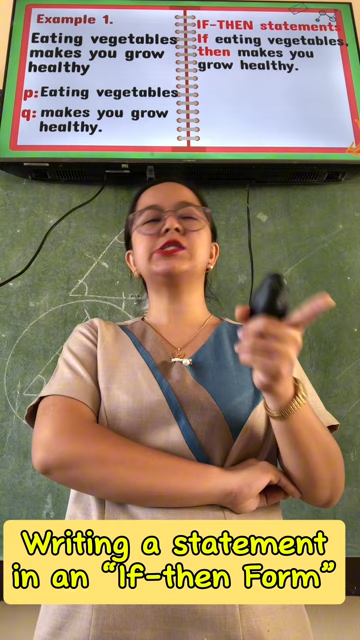 Example 1.
Eating vegetables
makes you grow
healthy
p: Eating vegetables
q: makes you grow
healthy.
IF-THEN statement:
If eating vegetables,
then makes you
grow healthy.
Writing a statement
in an “If-then Form”